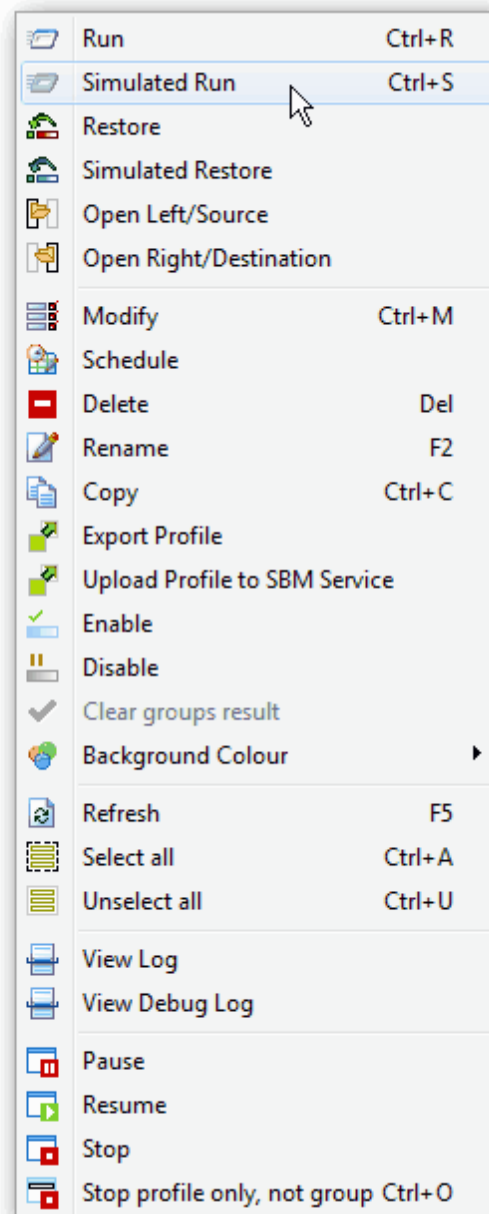 Run Ctrl+R
Simulated Run Ctrl+S
Restore
Simulated Restore
Open Left/Source
Open Right/Destination
Modify Ctrl+M
Schedule
Delete Del
Rename F2
Copy Ctrl+C
Export Profile
Upload Profile to SBM Service
Enable
Disable
Clear groups result
Background Colour
Refresh F5
Select all Ctrl+A
Unselect all Ctrl+U
View Log
View Debug Log
Pause
Resume
Stop
Stop profile only, not group Ctrl+O